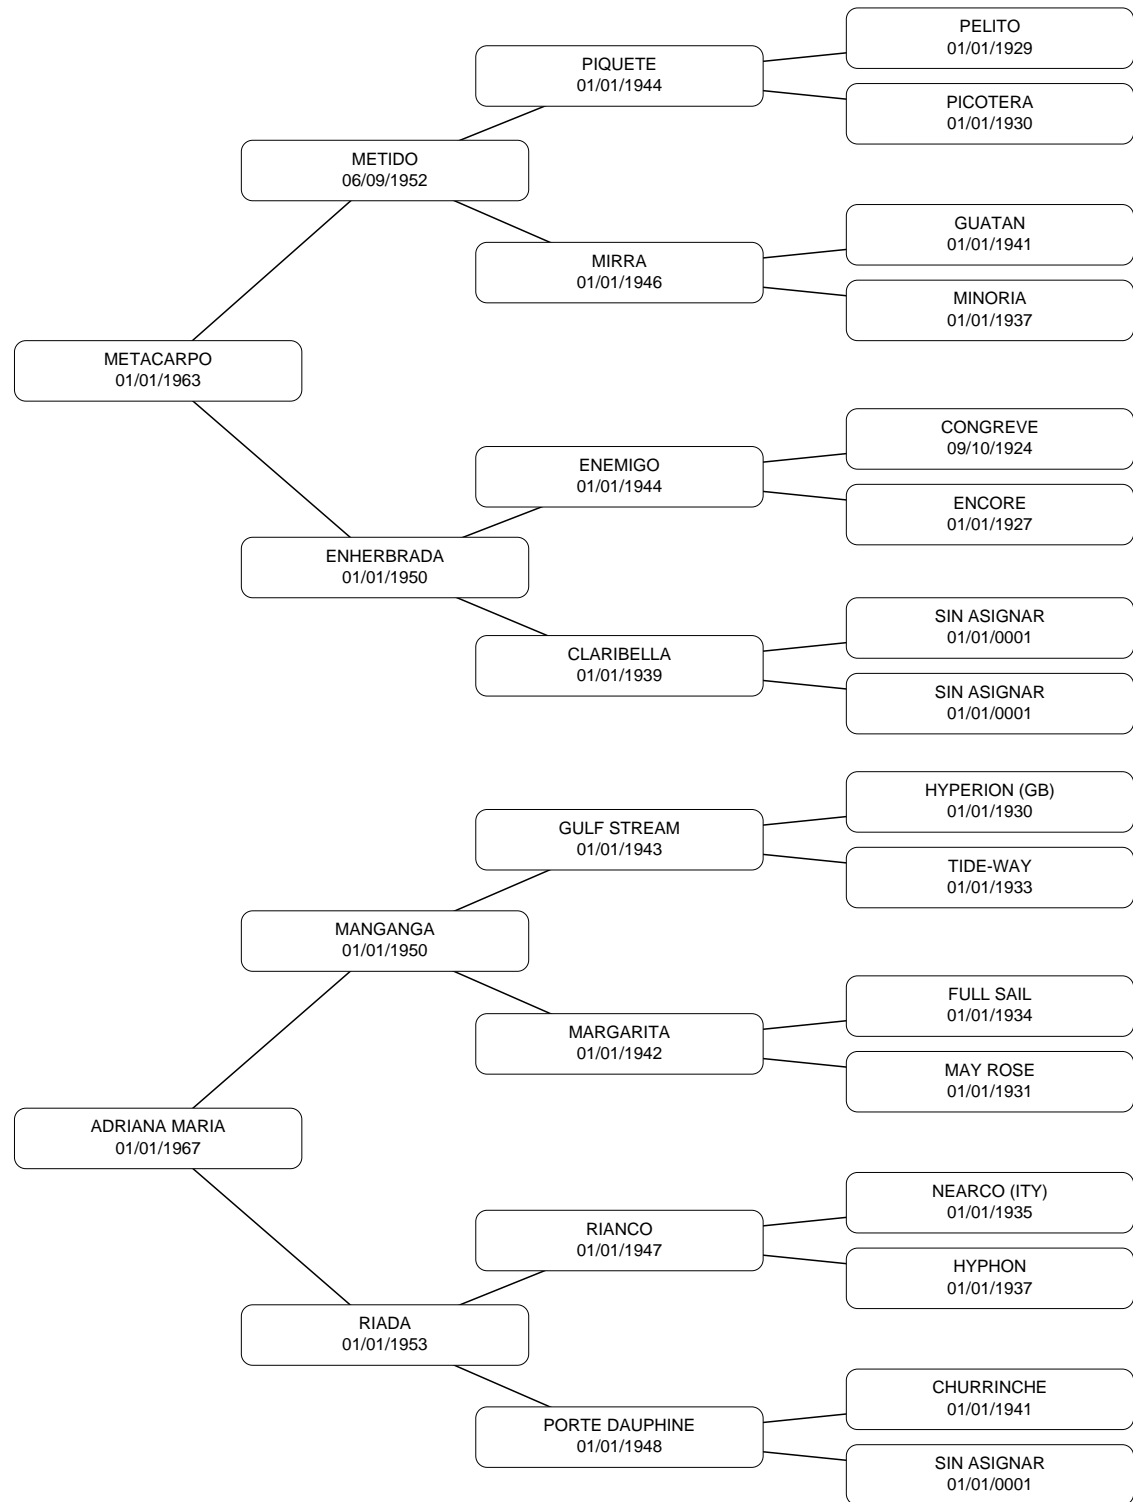 PELITO
01/01/1929
PIQUETE
01/01/1944
PICOTERA
01/01/1930
METIDO
06/09/1952
GUATAN
01/01/1941
MIRRA
01/01/1946
MINORIA
01/01/1937
METACARPO
01/01/1963
CONGREVE
09/10/1924
ENEMIGO
01/01/1944
ENCORE
01/01/1927
ENHERBRADA
01/01/1950
SIN ASIGNAR
01/01/0001
CLARIBELLA
01/01/1939
SIN ASIGNAR
01/01/0001
HYPERION (GB)
01/01/1930
GULF STREAM
01/01/1943
TIDE-WAY
01/01/1933
MANGANGA
01/01/1950
FULL SAIL
01/01/1934
MARGARITA
01/01/1942
MAY ROSE
01/01/1931
ADRIANA MARIA
01/01/1967
NEARCO (ITY)
01/01/1935
RIANCO
01/01/1947
HYPHON
01/01/1937
RIADA
01/01/1953
CHURRINCHE
01/01/1941
PORTE DAUPHINE
01/01/1948
SIN ASIGNAR
01/01/0001